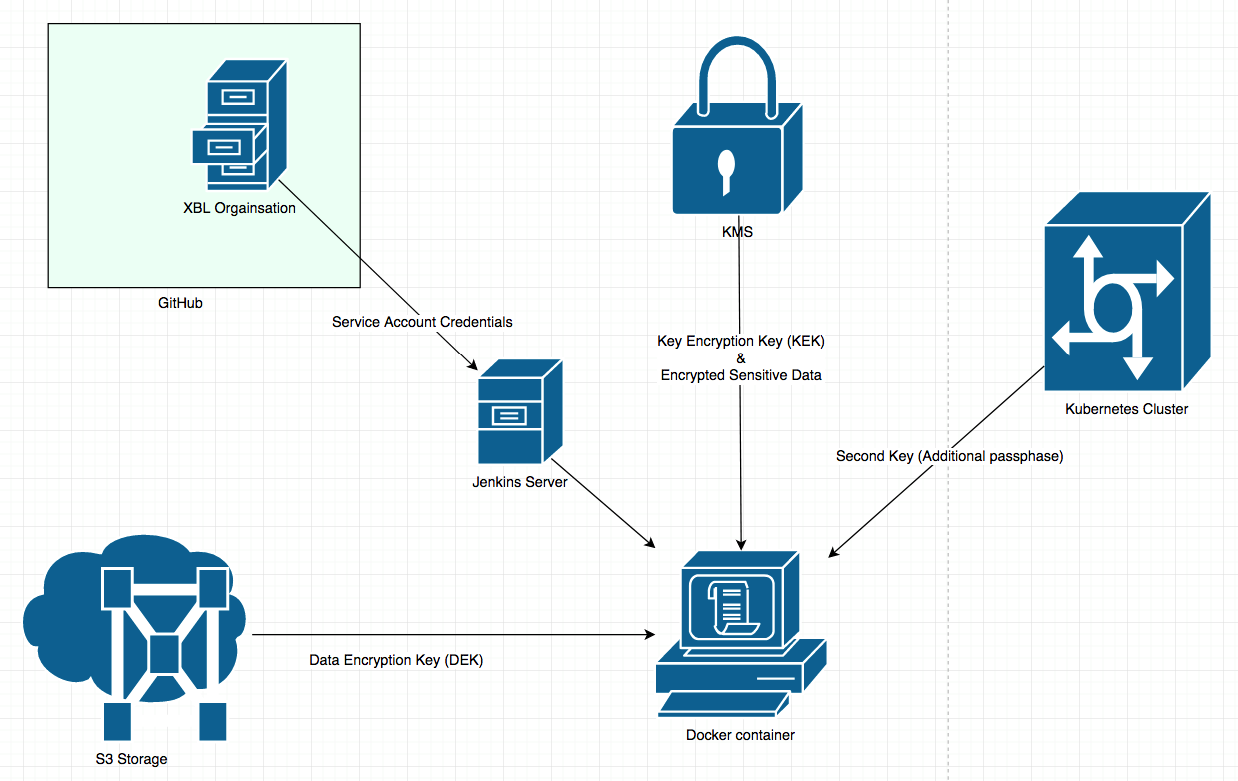 XBL Orgainsation
GitHub
KMS
Service Account Credentials
Key Encryption Key (KEK)
&
Encrypted Sensitive Data
Kubernetes Cluster
Second Key (Additional passphase)
Jenkins Server
Data Encryption Key (DEK)
Docker container
S3 Storage